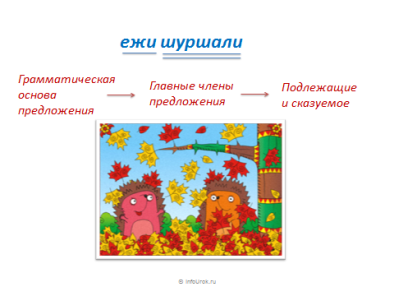 ежи шуршали
Грамматическая
основа
предложения
Главные члены
предложения
Подлежащие
и сказуемое
© infourok.ru